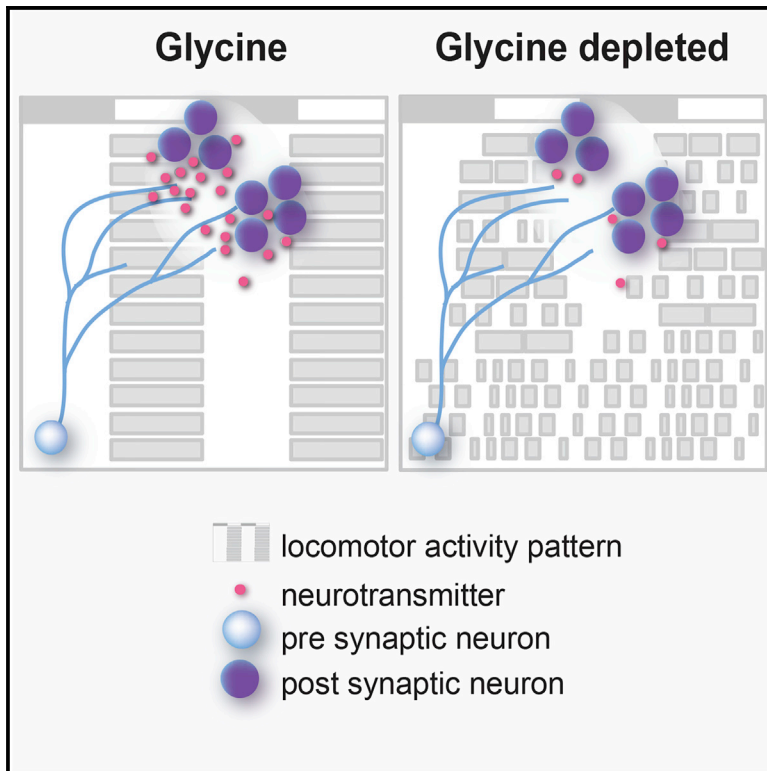 Glycine
Glycine depleted
locomotor activity pattern
neurotransmitter
pre synaptic neuron
post synaptic neuron